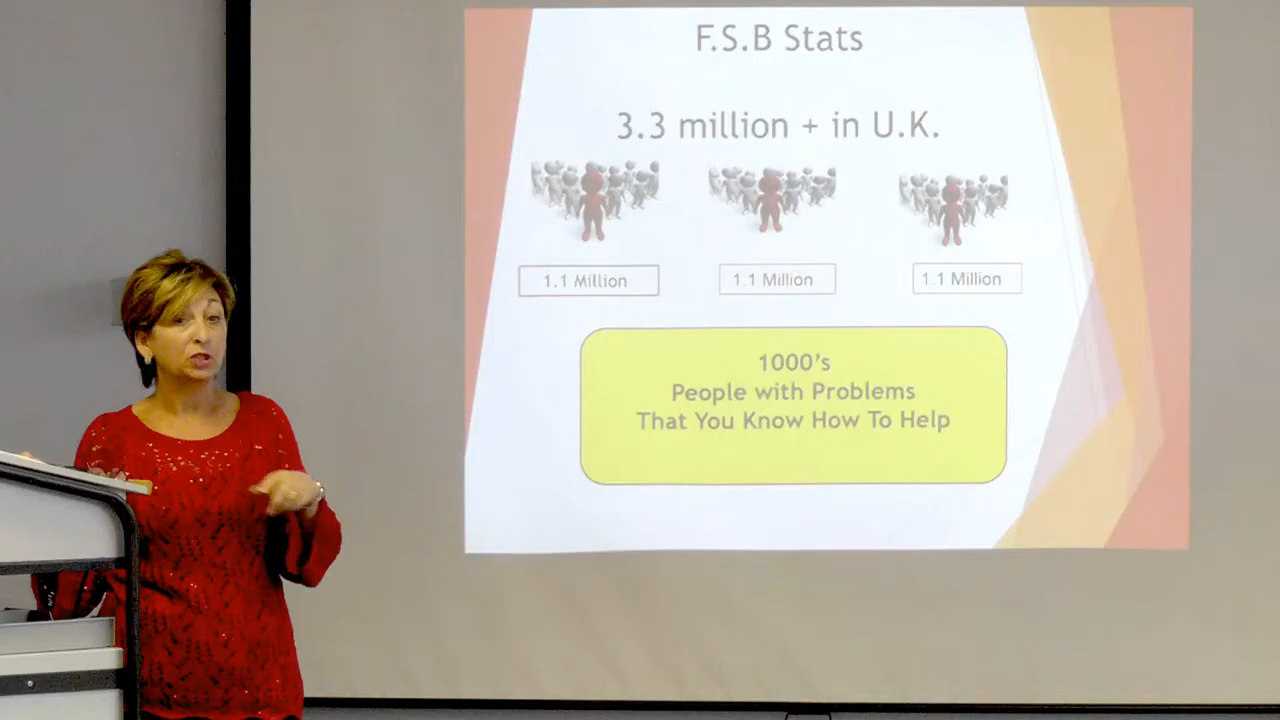 F.S.B Stats
3.3 million + in U.K.
1.1 Million
1.1 Million
1.1 Million
1000’s
People with Problems
That You Know How To Help